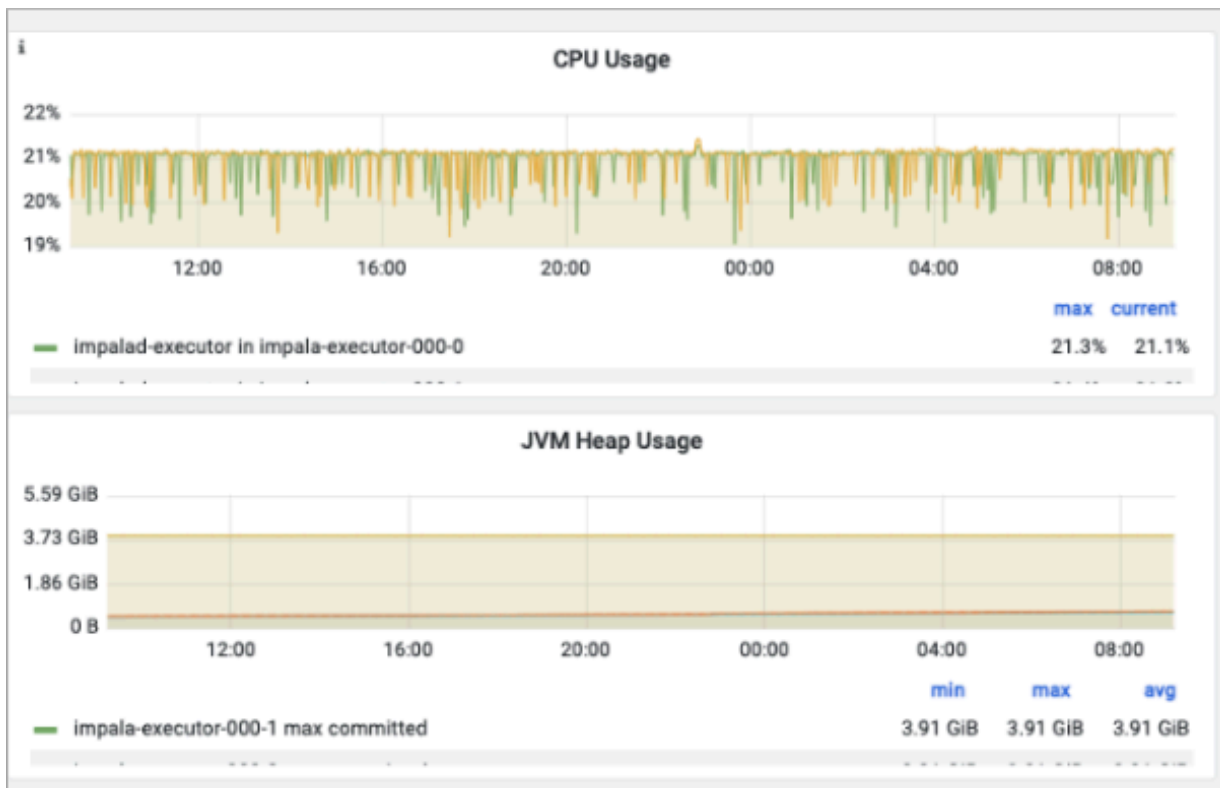 i
CPU Usage
22%
21%
20%
19%
12:00 16:00 20:00 00:00 04:00 08:00
max current
impalad-executor in impala-executor-000-0 21.3% 21.1%
JVM Heap Usage
5.59 GiB
3.73 GiB
1.86 GiB
0 B
12:00 16:00 20:00 00:00 04:00 08:00
min max avg
impala-executor-000-1 max committed 3.91 GiB 3.91 GiB 3.91 GiB